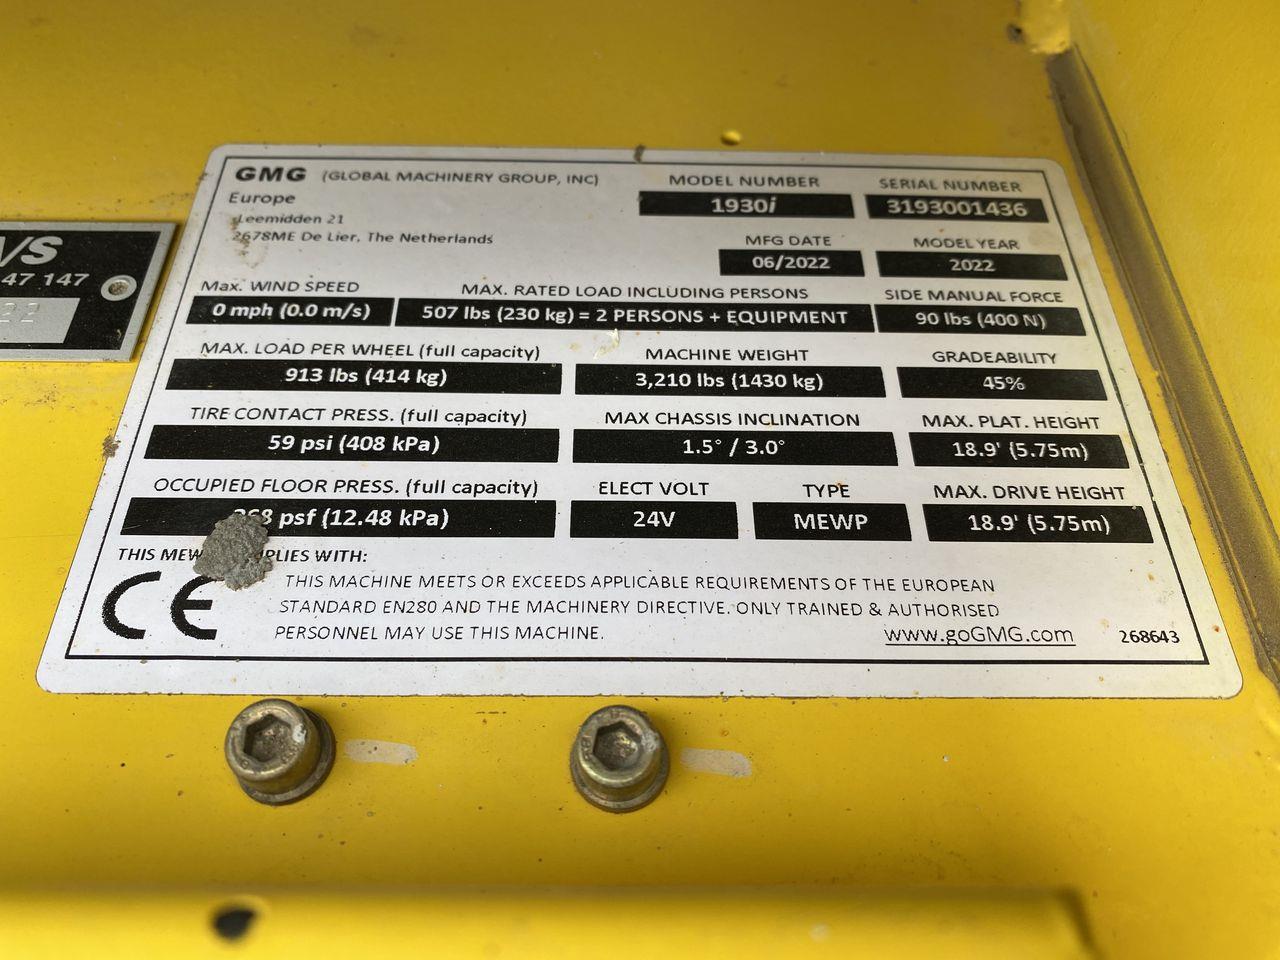 GMG (GLOBAL MACHINERY GROUP, INC)
Europe
Leemidden 21
2678ME De Lier, The Netherlands
MODEL NUMBER
1930i
SERIAL NUMBER
3193001436
MFG DATE
06/2022
MODEL YEAR
2022
Max. WIND SPEED
0 mph (0.0 m/s)
MAX. RATED LOAD INCLUDING PERSONS
507 lbs (230 kg) = 2 PERSONS + EQUIPMENT
SIDE MANUAL FORCE
90 lbs (400 N)
MAX. LOAD PER WHEEL (full capacity)
913 lbs (414 kg)
MACHINE WEIGHT
3,210 lbs (1430 kg)
GRADEABILITY
45%
TIRE CONTACT PRESS. (full capacity)
59 psi (408 kPa)
MAX CHASSIS INCLINATION
1.5° / 3.0°
MAX. PLAT. HEIGHT
18.9' (5.75m)
OCCUPIED FLOOR PRESS. (full capacity)
psf (12.48 kPa)
ELECT VOLT
24V
TYPE
MEWP
MAX. DRIVE HEIGHT
18.9' (5.75m)
THIS WITH:
CE
THIS MACHINE MEETS OR EXCEEDS APPLICABLE REQUIREMENTS OF THE EUROPEAN
STANDARD EN280 AND THE MACHINERY DIRECTIVE. ONLY TRAINED & AUTHORISED
PERSONNEL MAY USE THIS MACHINE.
www.goGMG.com
268643
/S
47 147
22